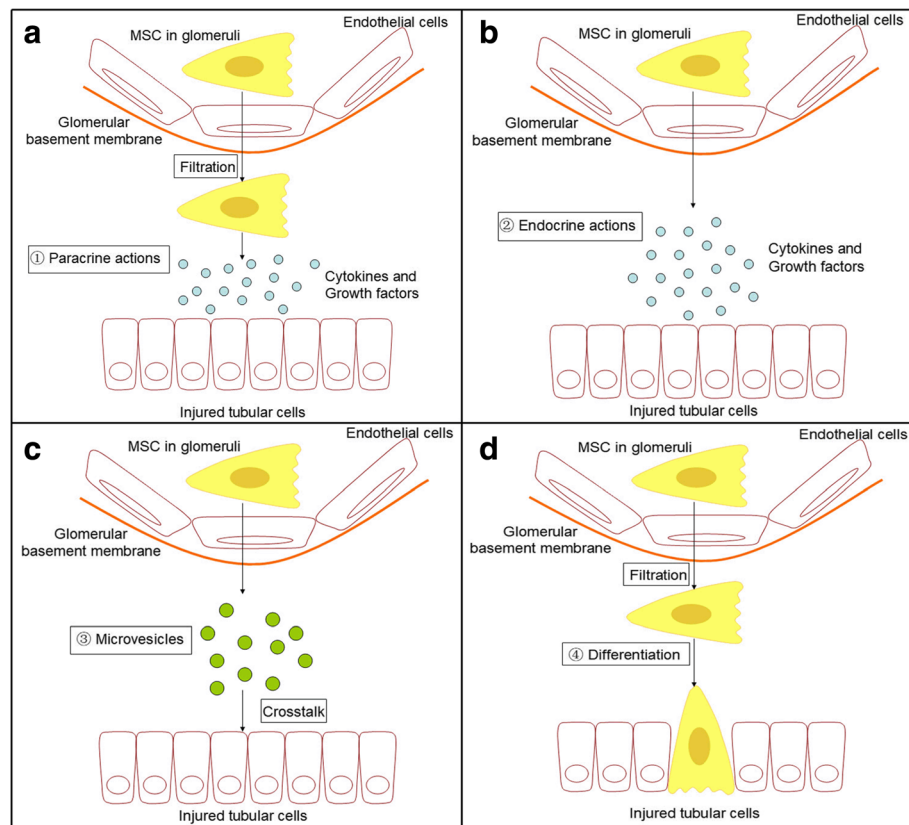 a
MSC in glomeruli
Endothelial cells
Glomerular
basement membrane
Filtration
① Paracrine actions
Cytokines and
Growth factors
Injured tubular cells
b
MSC in glomeruli
Endothelial cells
Glomerular
basement membrane
② Endocrine actions
Cytokines and
Growth factors
Injured tubular cells
c
MSC in glomeruli
Endothelial cells
Glomerular
basement membrane
③ Microvesicles
Crosstalk
Injured tubular cells
d
MSC in glomeruli
Endothelial cells
Glomerular
basement membrane
Filtration
④ Differentiation
Injured tubular cells